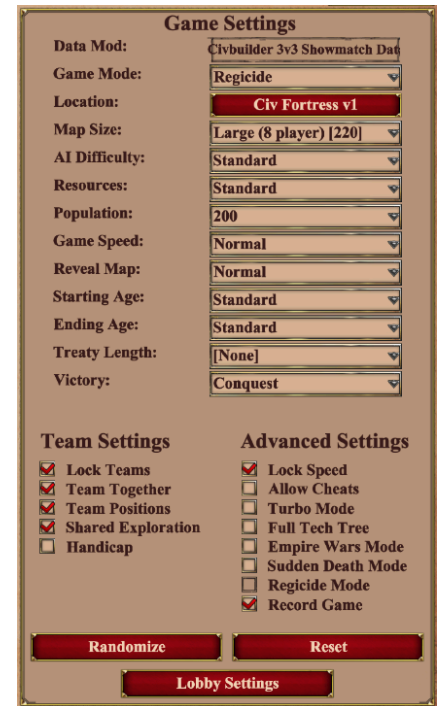 Game Settings
Data Mod: Civbuilder 3v3 Showmatch Dat
Game Mode: Regicide
Location: Civ Fortress v1
Map Size: Large (8 player) [220]
AI Difficulty: Standard
Resources: Standard
Population: 200
Game Speed: Normal
Reveal Map: Normal
Starting Age: Standard
Ending Age: Standard
Treaty Length: [None]
Victory: Conquest
Team Settings
Lock Teams
Team Together
Team Positions
Shared Exploration
Handicap
Advanced Settings
Lock Speed
Allow Cheats
Turbo Mode
Full Tech Tree
Empire Wars Mode
Sudden Death Mode
Regicide Mode
Record Game
Randomize
Reset
Lobby Settings